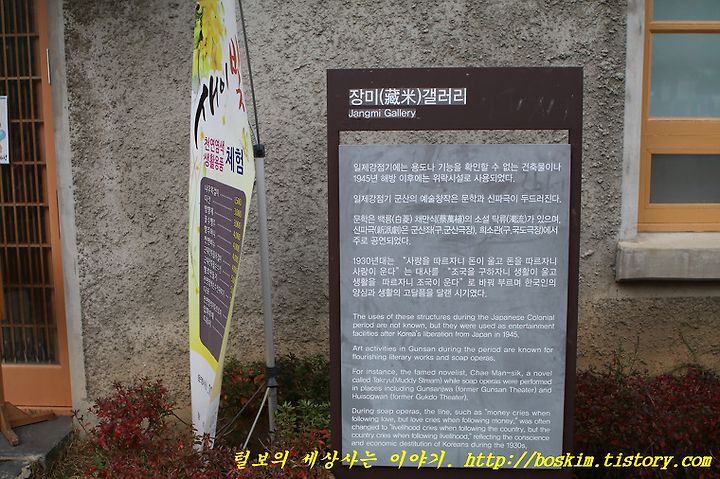 새이빛
천연염색
생활용품 체험
장미(藏米)갤러리
Jangmi Gallery
일제강점기에는 용도나 기능을 확인할 수 없는 건축물이나
1945년 해방 이후에는 위락시설로 사용되었다.
일제강점기 군산의 예술창작은 문학과 신파극이 두드러진다.
문학은 백릉(白菱) 채만식(蔡萬植)의 소설 탁류(濁流)가 있으며,
신파극(新派劇)은 군산좌(구,군산극장), 희소관(구,국도극장)에서
주로 공연되었다.
1930년대는 “사랑을 따르자니 돈이 울고 돈을 따르자니
사랑이 운다” 는 대사를 “조국을 구하자니 생활이 울고
생활을 따르자니 조국이 운다” 로 바꿔 부르며 한국인의
양심과 생활의 고달픔을 달랜 시기였다.
The uses of these structures during the Japanese Colonial
period are not known, but they were used as entertainment
facilities after Korea's liberation from Japan in 1945.
Art activities in Gunsan during the period are known for
flourishing literary works and soap operas.
For instance, the famed novelist, Chae Man-sik, a novel
called Takryu(Muddy Stream) while soap operas were performed
in places including Gunsanjwa (former Gunsan Theater) and
Huisogwan (former Gukdo Theater).
During soap operas, the line, such as "money cries when
following love, but love cries when following money," was often
changed to "livelihood cries when following the country, but the
country cries when following livelihood," reflecting the conscience
and economic destitution of Koreans during the 1930s.
털보의 세상사는 이야기. http://boskim.tistory.com